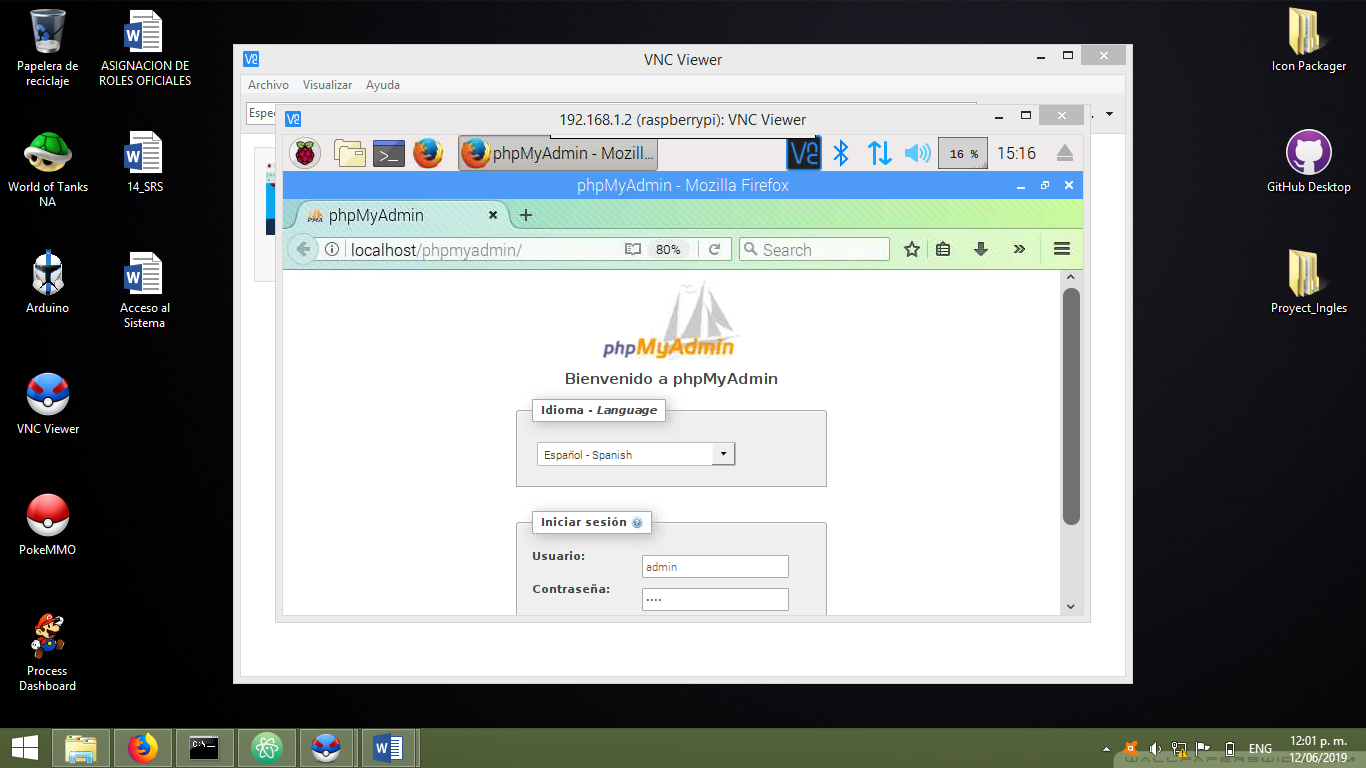 Papelera de
reciclaje
ASIGNACION DE
ROLES OFICIALES
World of Tanks
NA
14_SRS
Arduino
Acceso al
Sistema
VNC Viewer
PokeMMO
Process
Dashboard
VNC Viewer
Archivo Visualizar Ayuda
Espe
192.168.1.2 (raspberrypi): VNC Viewer
phpMyAdmin - Mozill...
16 %
15:16
phpMyAdmin - Mozilla Firefox
PMA
phpMyAdmin
localhost/phpmyadmin/
80%
Search
phpMyAdmin
Bienvenido a phpMyAdmin
Idioma - Language
Español - Spanish
Iniciar sesión
Usuario:
admin
Contraseña:
Icon Packager
GitHub Desktop
Proyect_Ingles
C:\_
ENG
12:01 p. m.
12/06/2019